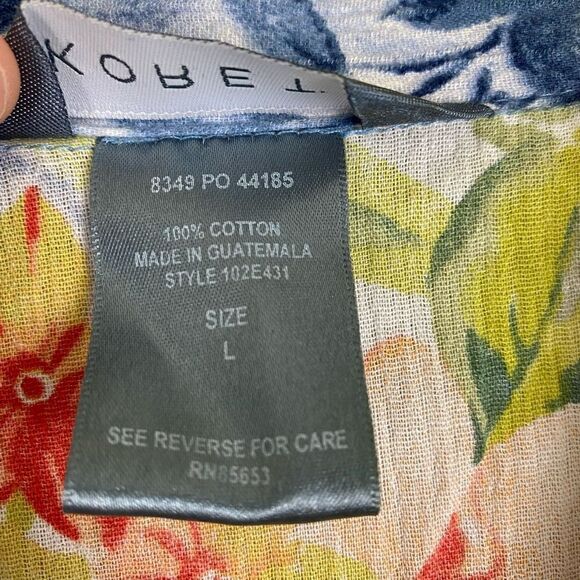 KORET
8349 PO 44185
100% COTTON
MADE IN GUATEMALA
STYLE 102E431
SIZE
L
SEE REVERSE FOR CARE
RN85653